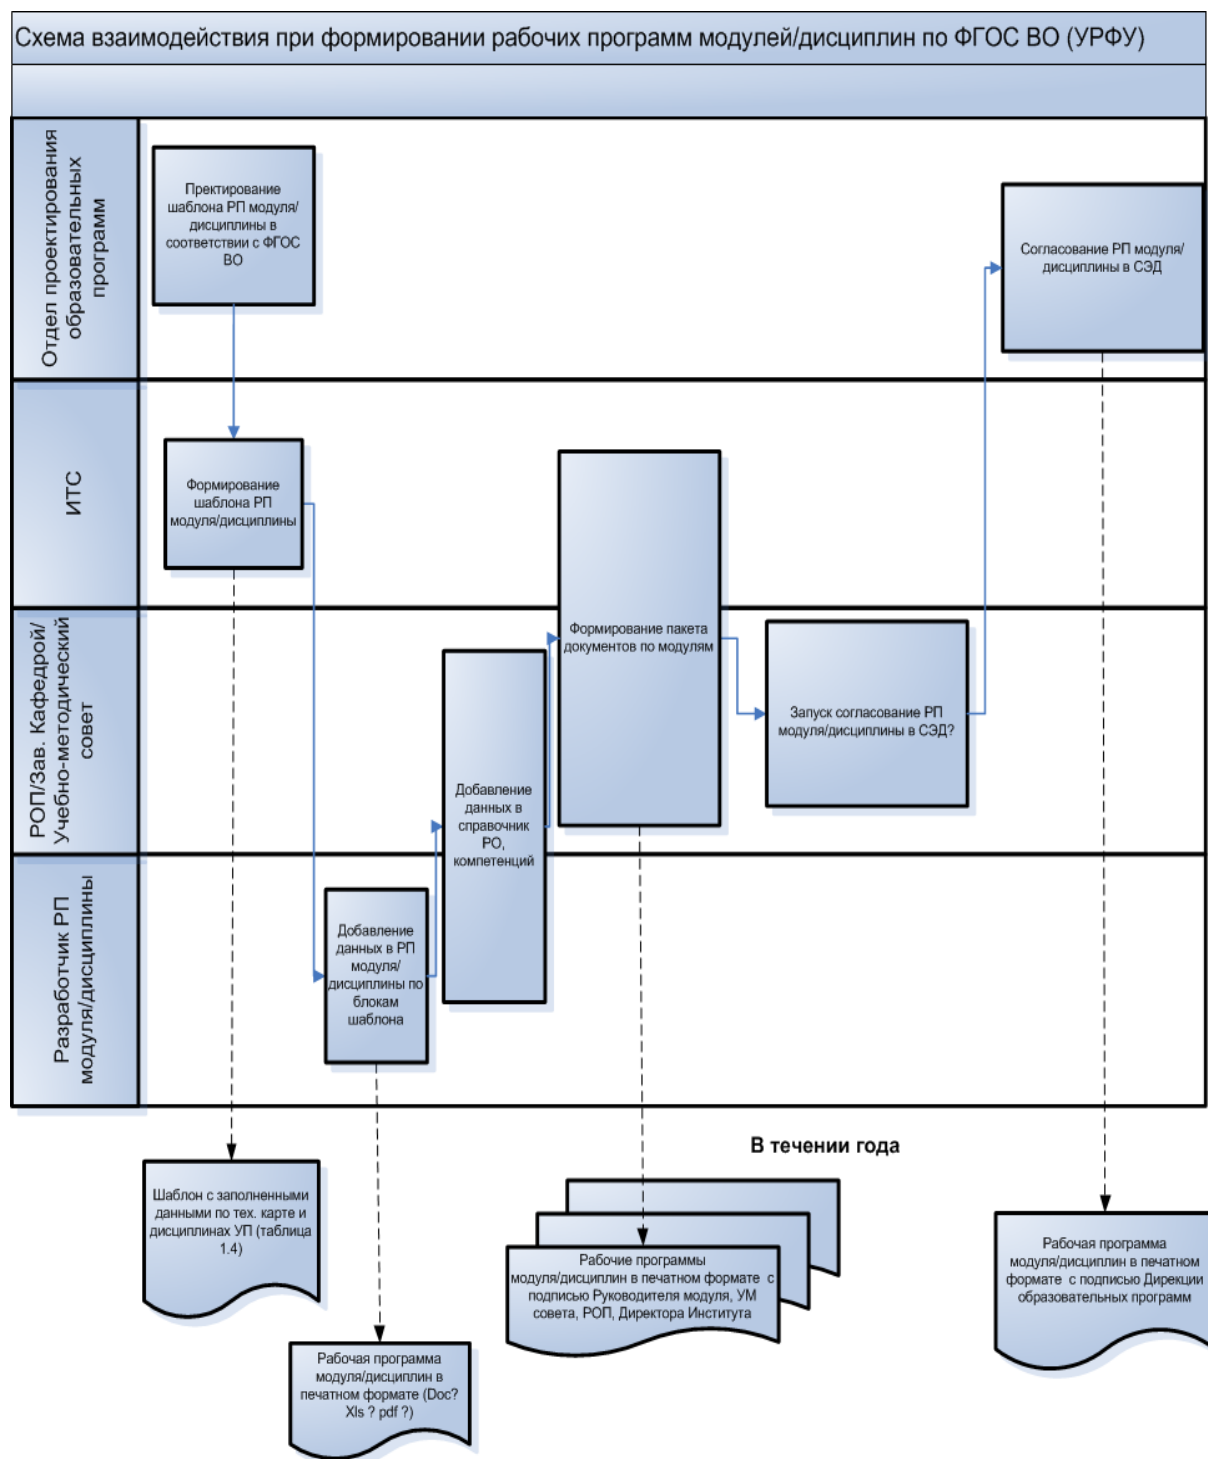 Схема взаимодействия при формировании рабочих программ модулей/дисциплин по ФГОС ВО (УРФУ)
Отдел проектирования
образовательных
программ
Пректирование
шаблона РП модуля/
дисциплины в
соответствии с ФГОС
ВО
Согласование РП модуля/
дисциплины в СЭД
ИТС
Формирование
шаблона РП
модуля/дисциплины
Формирование пакета
документов по модулям
РОП/Зав. Кафедрой/
Учебно-методический
совет
Запуск согласование РП
модуля/дисциплины в СЭД?
Добавление
данных в
справочник
РО,
компетенций
Разработчик РП
модуля/дисциплины
Добавление
данных в РП
модуля/
дисциплины по
блокам
шаблона
В течении года
Шаблон с заполненными
данными по тех. карте и
дисциплинах УП (таблица
1.4)
Рабочая программа
модуля/дисциплин в
печатном формате (Doc?
Xls ? pdf ?)
Рабочие программы
модуля/дисциплин в печатном формате с
подписью Руководителя модуля, УМ
совета, РОП, Директора Института
Рабочая программа
модуля/дисциплин в печатном
формате с подписью Дирекции
образовательных программ